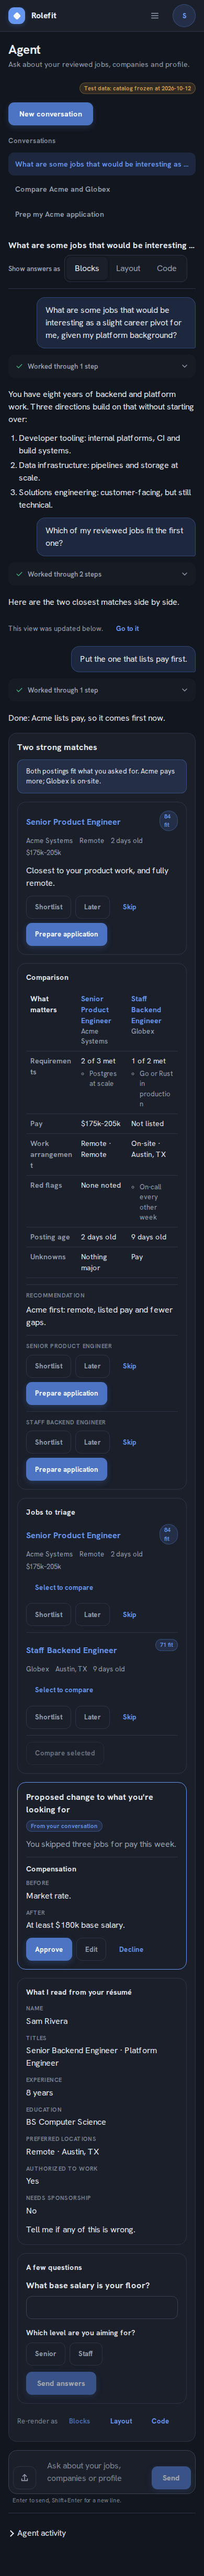 Rolefit
S
Agent
Ask about your reviewed jobs, companies and profile.
Test data: catalog frozen at 2026-10-12
New conversation
Conversations
What are some jobs that would be interesting as ...
Compare Acme and Globex
Prep my Acme application
What are some jobs that would be interesting ...
Show answers as
Blocks
Layout
Code
What are some jobs that would be
interesting as a slight career pivot for
me, given my platform background?
Worked through 1 step
You have eight years of backend and platform
work. Three directions build on that without starting
over:
1. Developer tooling: internal platforms, CI and
build systems.
2. Data infrastructure: pipelines and storage at
scale.
3. Solutions engineering: customer-facing, but still
technical.
Which of my reviewed jobs fit the first
one?
Worked through 2 steps
Here are the two closest matches side by side.
This view was updated below.
Go to it
Put the one that lists pay first.
Worked through 1 step
Done: Acme lists pay, so it comes first now.
Two strong matches
Both postings fit what you asked for. Acme pays
more; Globex is on-site.
Senior Product Engineer
84
fit
Acme Systems Remote 2 days old
$175k–205k
Closest to your product work, and fully
remote.
Shortlist
Later
Skip
Prepare application
Comparison
What
matters
Senior
Product
Engineer
Acme
Systems
Staff
Backend
Engineer
Globex
Requiremen
ts
2 of 3 met
Postgres
at scale
1 of 2 met
Go or Rust
in
productio
n
Pay
$175k–205k
Not listed
Work
arrangemen
t
Remote ·
Remote
On-site ·
Austin, TX
Red flags
None noted
On-call
every
other
week
Posting age
2 days old
9 days old
Unknowns
Nothing
major
Pay
RECOMMENDATION
Acme first: remote, listed pay and fewer
gaps.
SENIOR PRODUCT ENGINEER
Shortlist
Later
Skip
Prepare application
STAFF BACKEND ENGINEER
Shortlist
Later
Skip
Prepare application
Jobs to triage
Senior Product Engineer
84
fit
Acme Systems Remote 2 days old
$175k–205k
Select to compare
Shortlist
Later
Skip
Staff Backend Engineer
71 fit
Globex Austin, TX 9 days old
Select to compare
Shortlist
Later
Skip
Compare selected
Proposed change to what you're
looking for
From your conversation
You skipped three jobs for pay this week.
Compensation
BEFORE
Market rate.
AFTER
At least $180k base salary.
Approve
Edit
Decline
What I read from your résumé
NAME
Sam Rivera
TITLES
Senior Backend Engineer · Platform
Engineer
EXPERIENCE
8 years
EDUCATION
BS Computer Science
PREFERRED LOCATIONS
Remote · Austin, TX
AUTHORIZED TO WORK
Yes
NEEDS SPONSORSHIP
No
Tell me if any of this is wrong.
A few questions
What base salary is your floor?
Which level are you aiming for?
Senior
Staff
Send answers
Re-render as
Blocks
Layout
Code
Ask about your jobs,
companies or profile
Send
Enter to send, Shift+Enter for a new line.
Agent activity